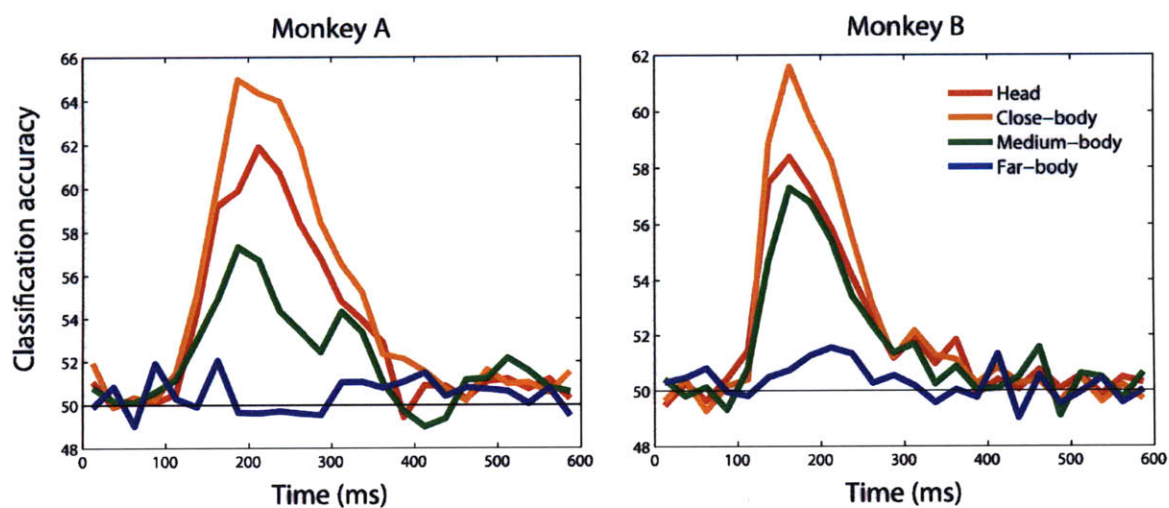 Monkey A
Classification accuracy
66
64
62
60
58
56
54
52
50
48
0 100 200 300 400 500 600
Time (ms)
Monkey B
62
60
58
56
54
52
50
48
Head
Close-body
Medium-body
Far-body
0 100 200 300 400 500 600
Time (ms)